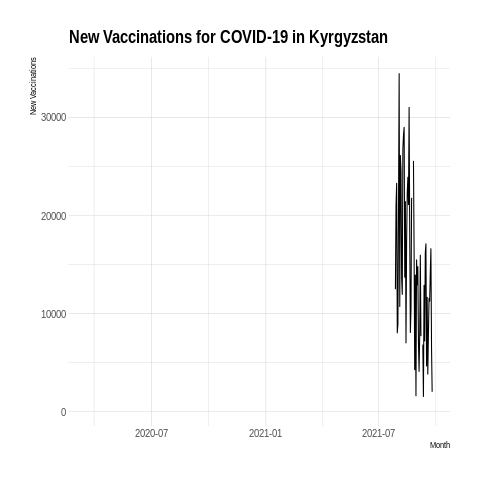 New Vaccinations for COVID-19 in Kyrgyzstan
New Vaccinations
30000
20000
10000
0
2020-07 2021-01 2021-07
Month